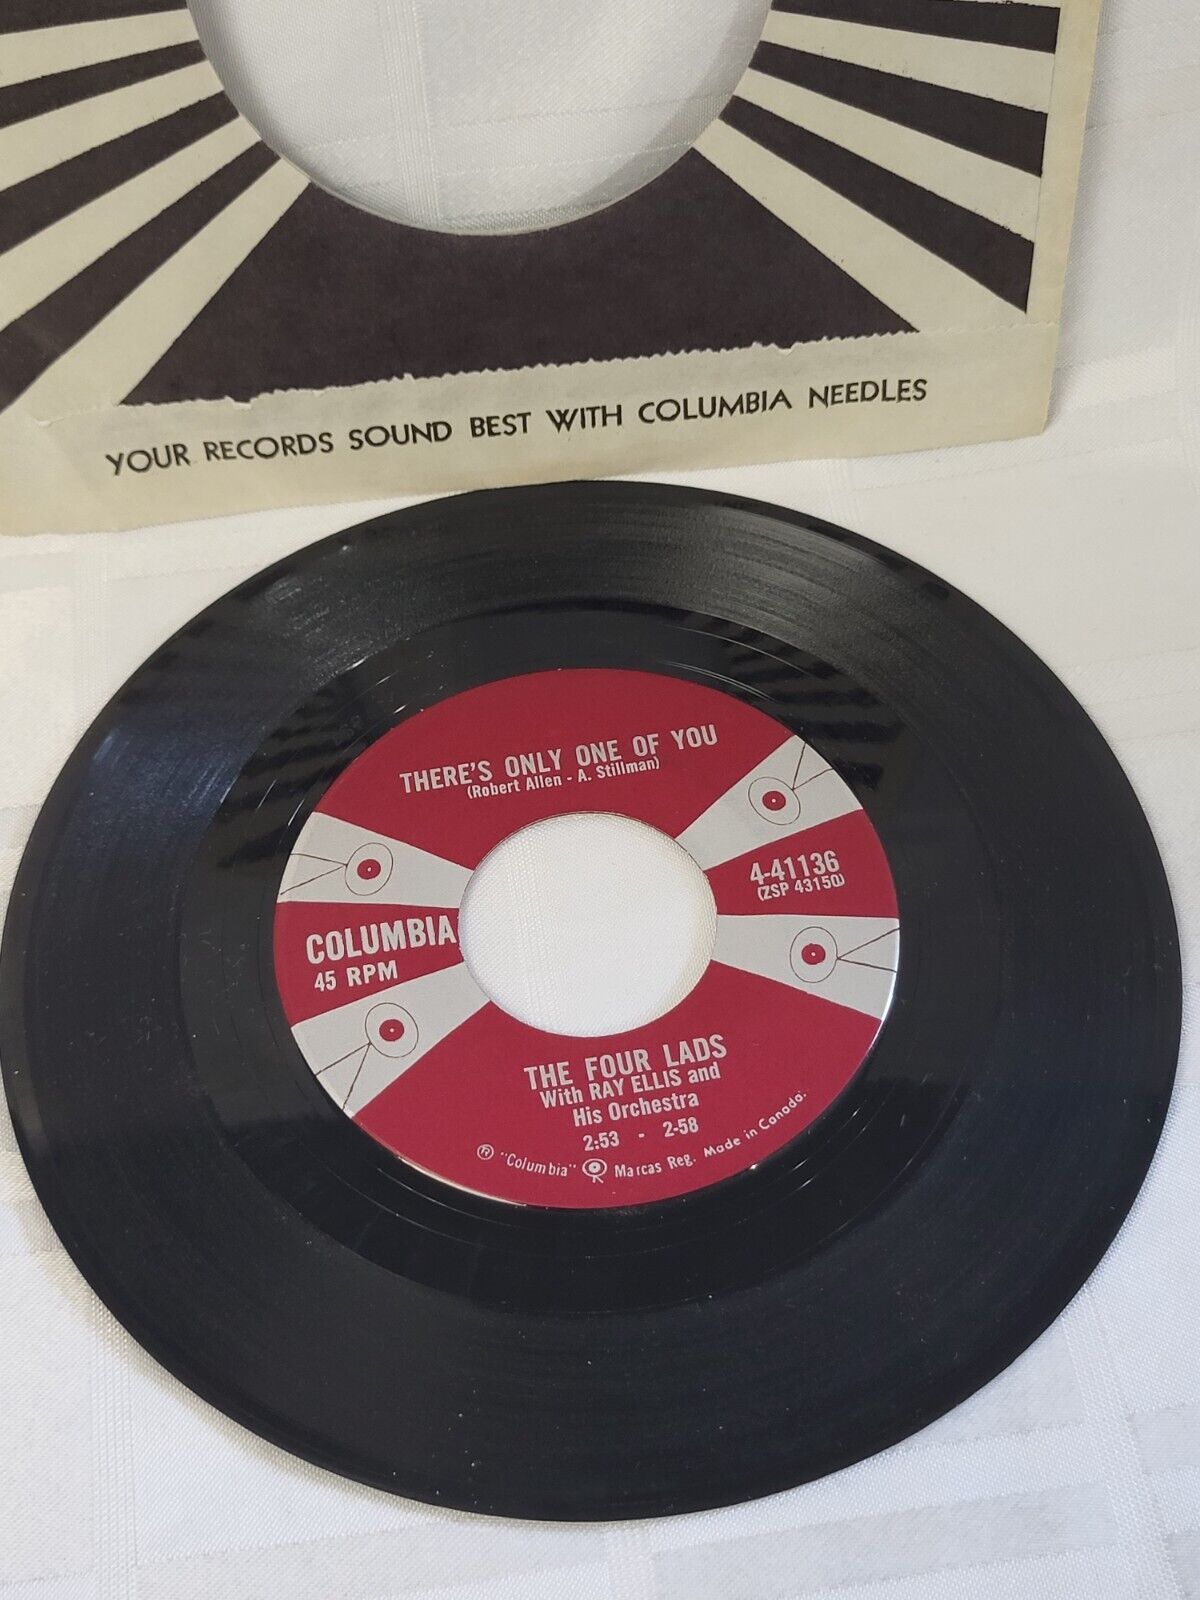 YOUR RECORDS SOUND BEST WITH COLUMBIA NEEDLES
THERE'S ONLY ONE OF YOU
(Robert Allen - A. Stillman)
4-41136
(ZSP 43150)
COLUMBIA
45 RPM
THE FOUR LADS
With RAY ELLIS and
His Orchestra
2:53 - 2-58
® "Columbia" Marcas Reg. Made in Canada.